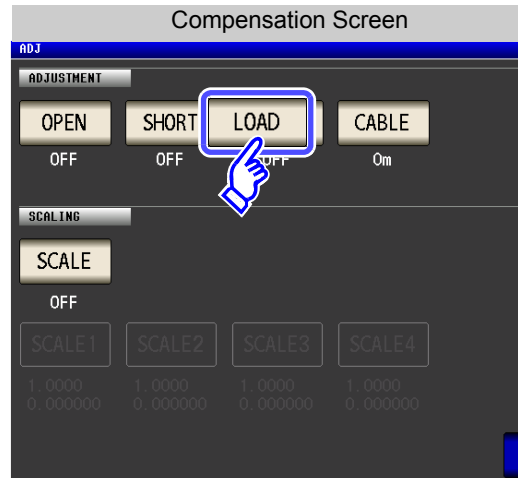 Compensation Screen
ADJ
ADJUSTMENT
OPEN SHORT LOAD CABLE
OFF OFF OFF 0m
SCALING
SCALE
OFF
SCALE1 SCALE2 SCALE3 SCALE4
1.0000 1.0000 1.0000 1.0000
0.000000 0.000000 0.000000 0.000000